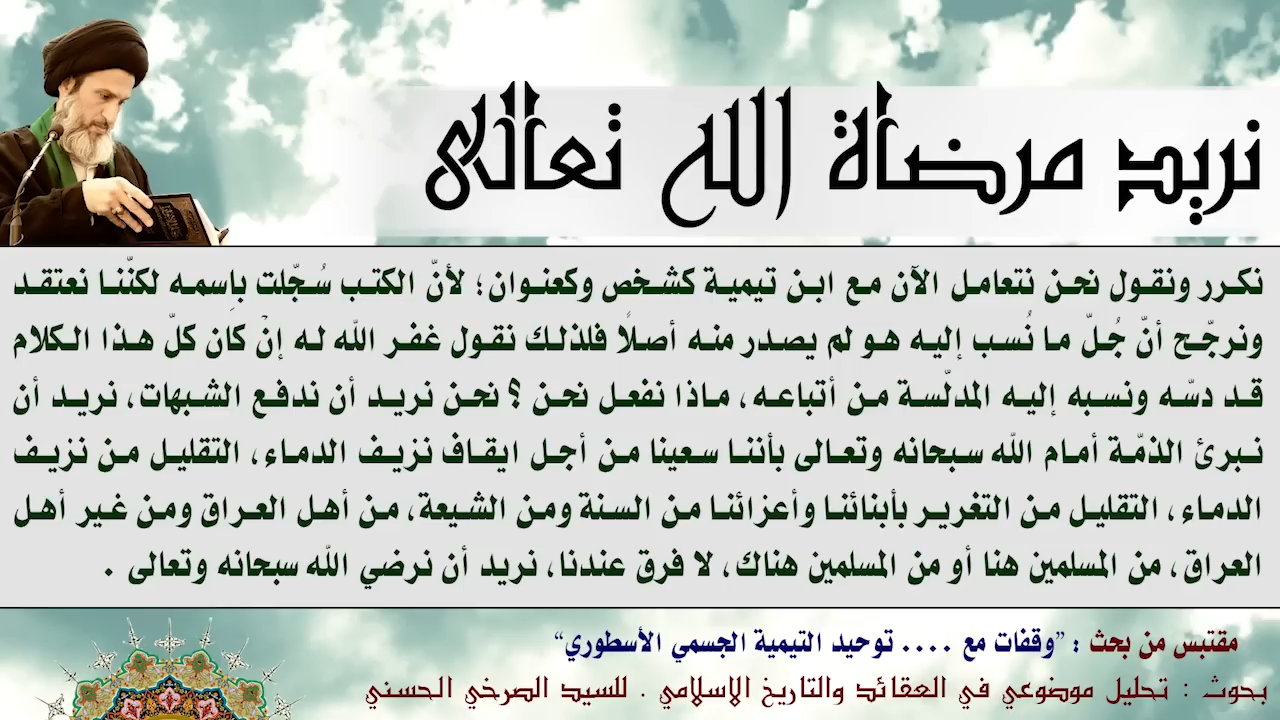 نريد مرضاة الله تعالى
نكرر ونقول نحن نتعامل الآن مع ابن تيمية كشخص وكعنوان؛ لأنّ الكتب سُجّلت بإسمه لكنّنا نعتقد
ونرجّح أنّ جُلّ ما نُسب إليه هو لم يصدر منه أصلاً فلذلك نقول غفر الله له إنْ كان كلّ هذا الكلام
قد دسّه ونسبه إليه المدلّسة من أتباعه، ماذا نفعل نحن ؟ نحن نريد أن ندفع الشبهات، نريد أن
نبرئ الذمّة أمام الله سبحانه وتعالى بأننا سعينا من أجل ايقاف نزيف الدماء، التقليل من نزيف
الدماء، التقليل من التغرير بأبنائنا وأعزائنا من السنة ومن الشيعة، من أهل العراق ومن غير أهل
العراق، من المسلمين هنا أو من المسلمين هناك، لا فرق عندنا، نريد أن نرضي الله سبحانه وتعالى .
مقتبس من بحث : "وقفات مع .... توحيد التيمية الجسمي الأسطوري"
بحوث : تحليل موضوعي في العقائد والتاريخ الاسلامي . للسيد الصرخي الحسني